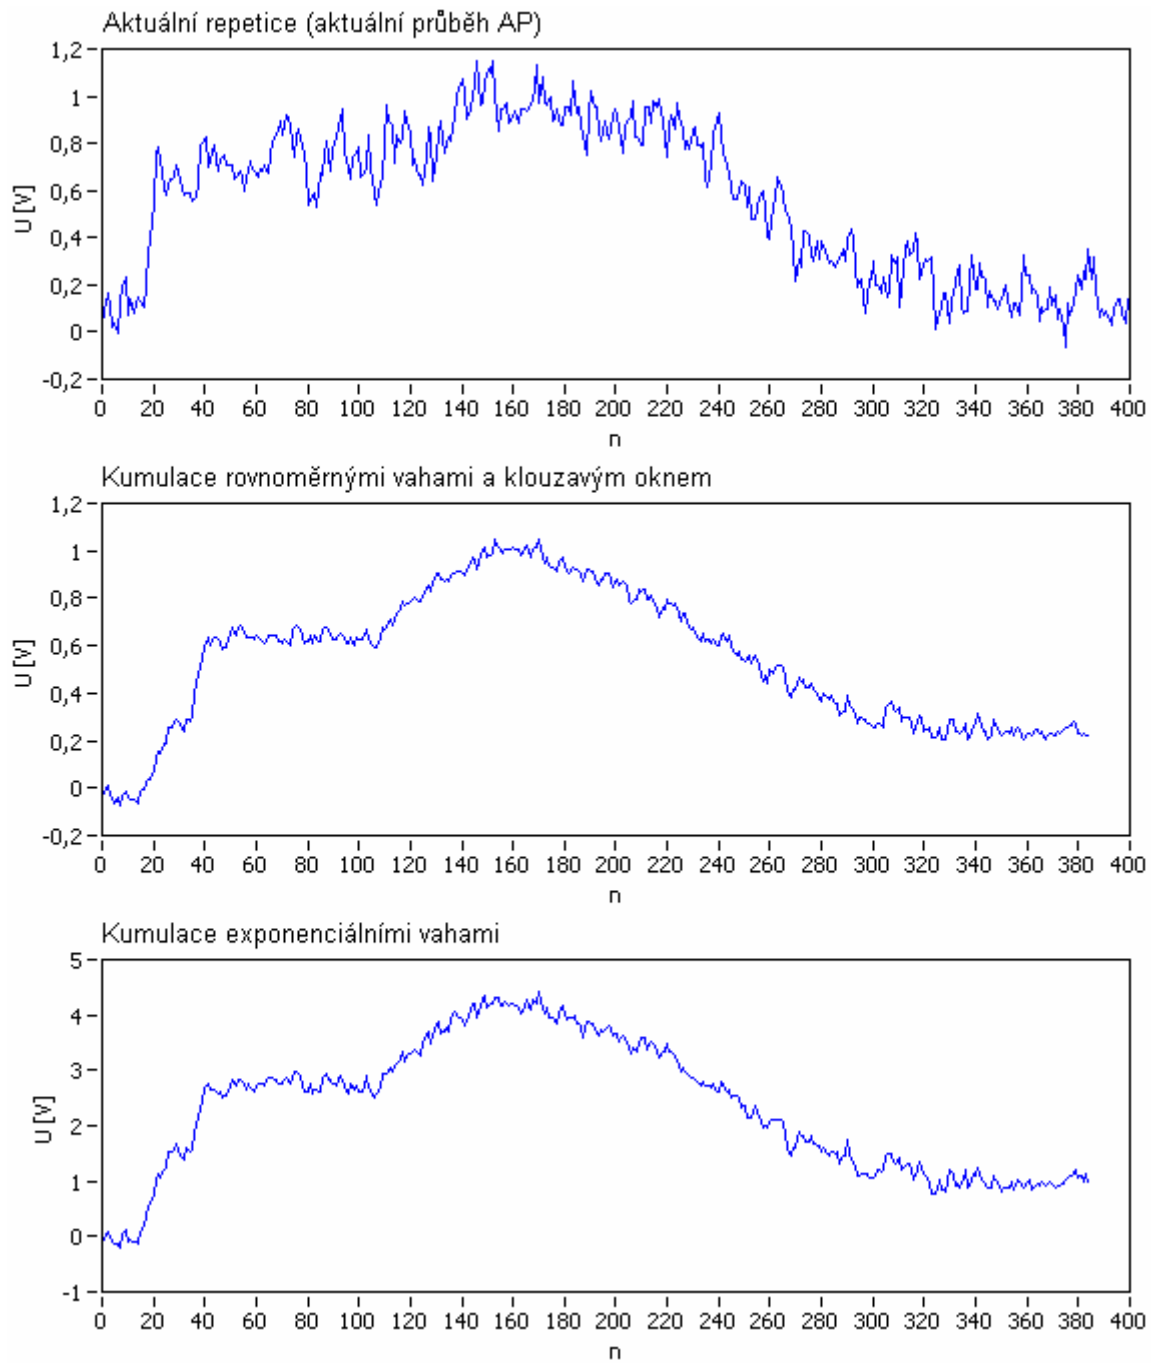 Aktuální repetice (aktuální průběh AP)
1,2
1
0,8
0,6
0,4
0,2
0
-0,2
U [V]
0 20 40 60 80 100 120 140 160 180 200 220 240 260 280 300 320 340 360 380 400
n
Kumulace rovnoměrnými vahami a klouzavým oknem
1,2
1
0,8
0,6
0,4
0,2
0
-0,2
U [V]
0 20 40 60 80 100 120 140 160 180 200 220 240 260 280 300 320 340 360 380 400
n
Kumulace exponenciálními vahami
5
4
3
2
1
0
-1
U [V]
0 20 40 60 80 100 120 140 160 180 200 220 240 260 280 300 320 340 360 380 400
n